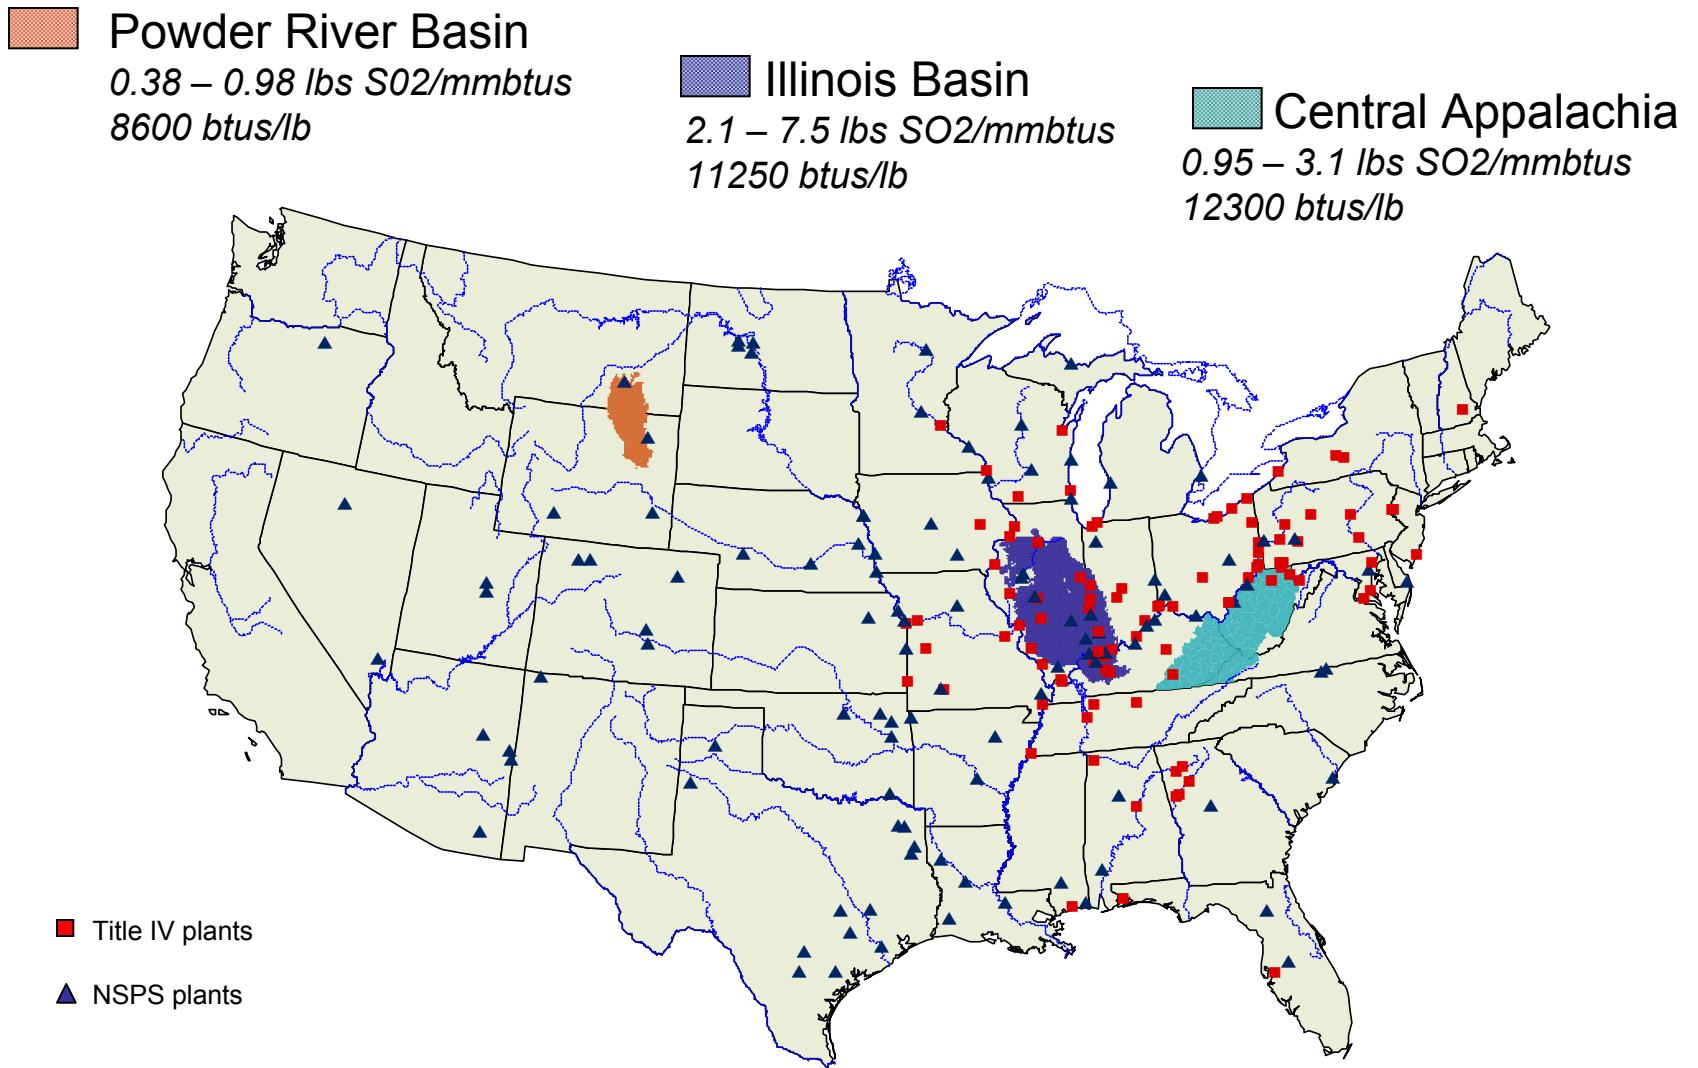 Powder River Basin
0.38 – 0.98 lbs S02/mmbtus
8600 btus/lb
Illinois Basin
2.1 – 7.5 lbs SO2/mmbtus
11250 btus/lb
Central Appalachia
0.95 – 3.1 lbs SO2/mmbtus
12300 btus/lb
Title IV plants
NSPS plants